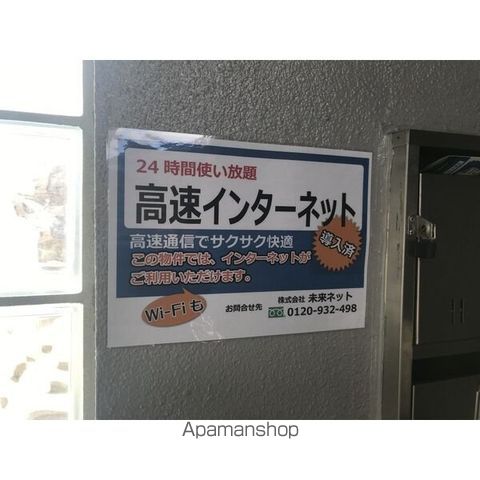 24時間使い放題
高速インターネット
導入済
高速通信でサクサク快適
この物件では、インターネットが
ご利用いただけます。
Wi-Fiも
お問合せ先
株式会社 未来ネット
0120-932-498
Apamanshop